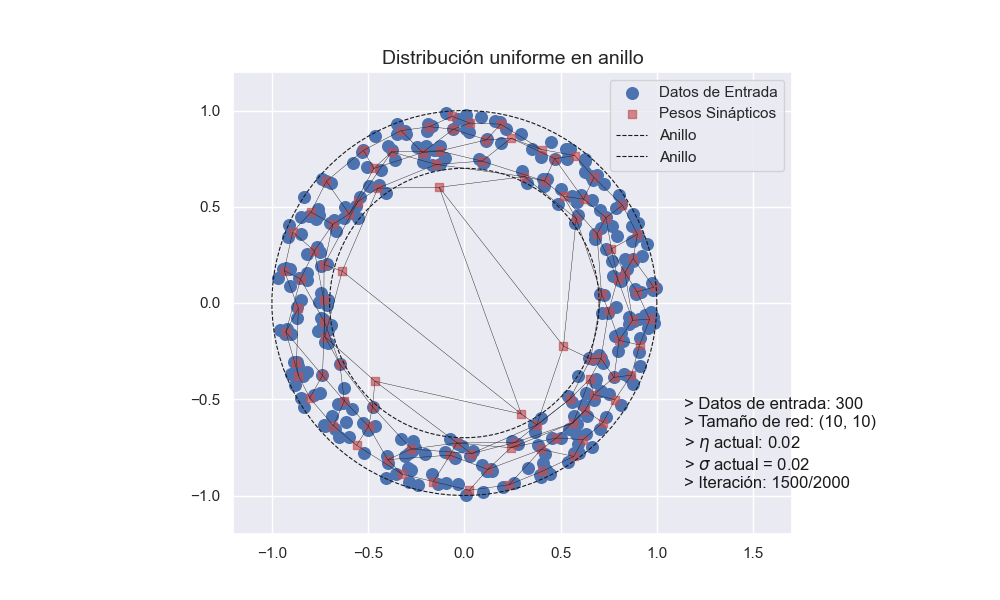 Distribución uniforme en anillo
Datos de Entrada
Pesos Sinápticos
Anillo
Anillo
1.0
0.5
0.0
−0.5
−1.0
> Datos de entrada: 300
> Tamaño de red: (10, 10)
> η actual: 0.02
> σ actual = 0.02
> Iteración: 1500/2000
−1.0 −0.5 0.0 0.5 1.0 1.5